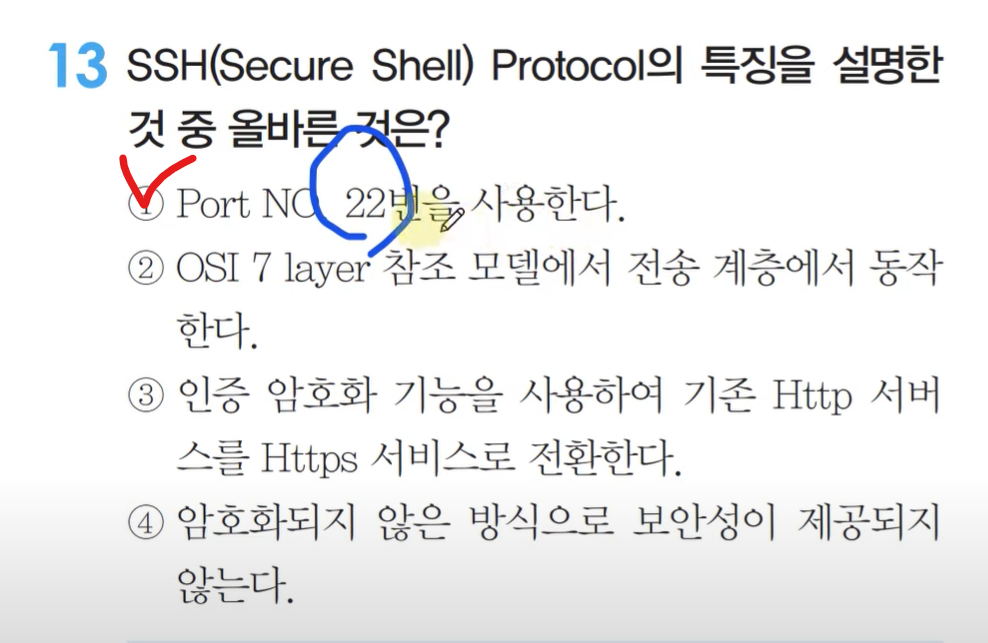 13 SSH(Secure Shell) Protocol의 특징을 설명한
것 중 올바른 것은?
① Port NO. 22번을 사용한다.
② OSI 7 layer 참조 모델에서 전송 계층에서 동작
한다.
③ 인증 암호화 기능을 사용하여 기존 Http 서버
스를 Https 서비스로 전환한다.
④ 암호화되지 않은 방식으로 보안성이 제공되지
않는다.